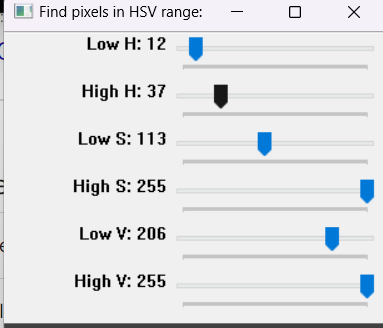 Find pixels in HSV range:
Low H: 12
High H: 37
Low S: 113
High S: 255
Low V: 206
High V: 255